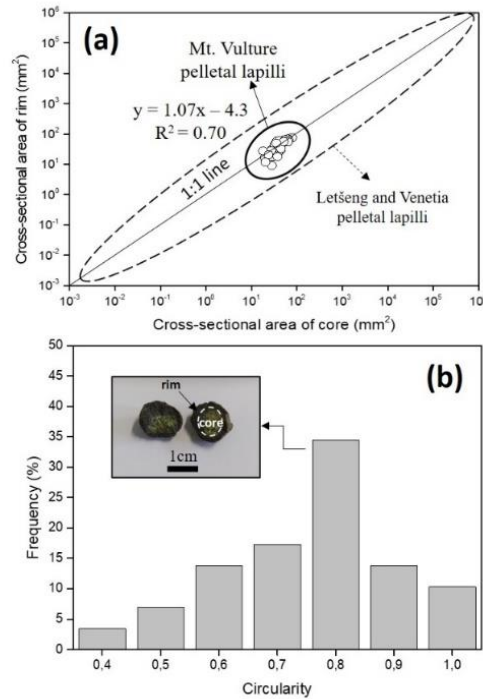 (a)
Mt. Vulture
pelletal lapilli
y = 1.07x – 4.3
R² = 0.70
1:1 line
Letšeng and Venetia
pelletal lapilli
Cross-sectional area of rim (mm²)
10⁶
10⁵
10⁴
10³
10²
10¹
10⁰
10⁻¹
10⁻²
10⁻³
10⁻³ 10⁻² 10⁻¹ 10⁰ 10¹ 10² 10³ 10⁴ 10⁵ 10⁶
Cross-sectional area of core (mm²)
(b)
rim
core
1cm
Frequency (%)
50
45
40
35
30
25
20
15
10
5
0
0,4 0,5 0,6 0,7 0,8 0,9 1,0
Circularity